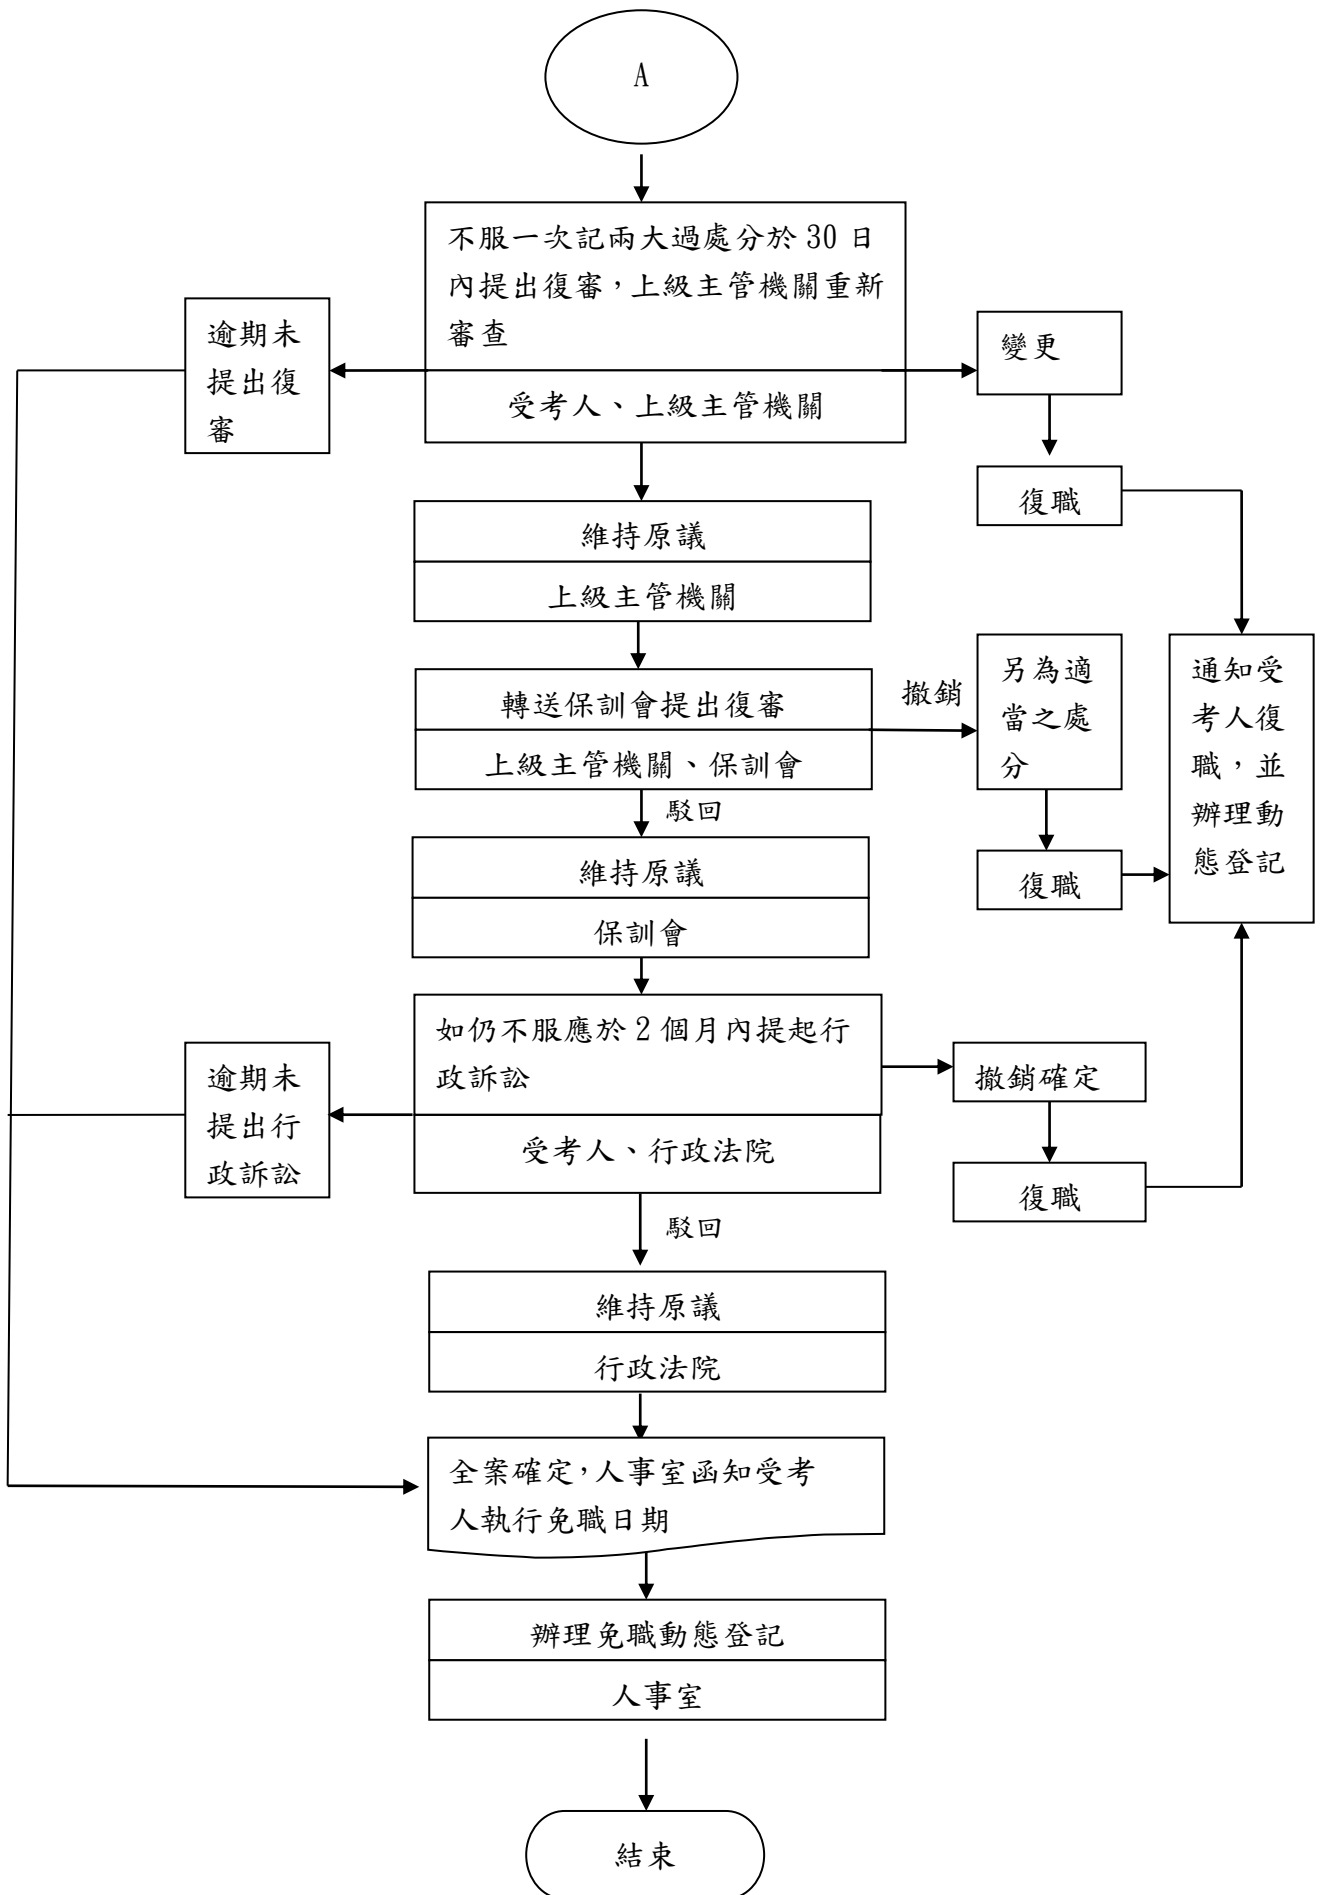 A
不服一次記兩大過處分於30日
內提出復審，上級主管機關重新
審查
受考人、上級主管機關
逾期未
提出復
審
變更
復職
維持原議
上級主管機關
轉送保訓會提出復審
上級主管機關、保訓會
撤銷
另為適
當之處
分
復職
通知受
考人復
職，並
辦理動
態登記
駁回
維持原議
保訓會
如仍不服應於2個月內提起行
政訴訟
受考人、行政法院
逾期未
提出行
政訴訟
撤銷確定
復職
駁回
維持原議
行政法院
全案確定，人事室函知受考
人執行免職日期
辦理免職動態登記
人事室
結束